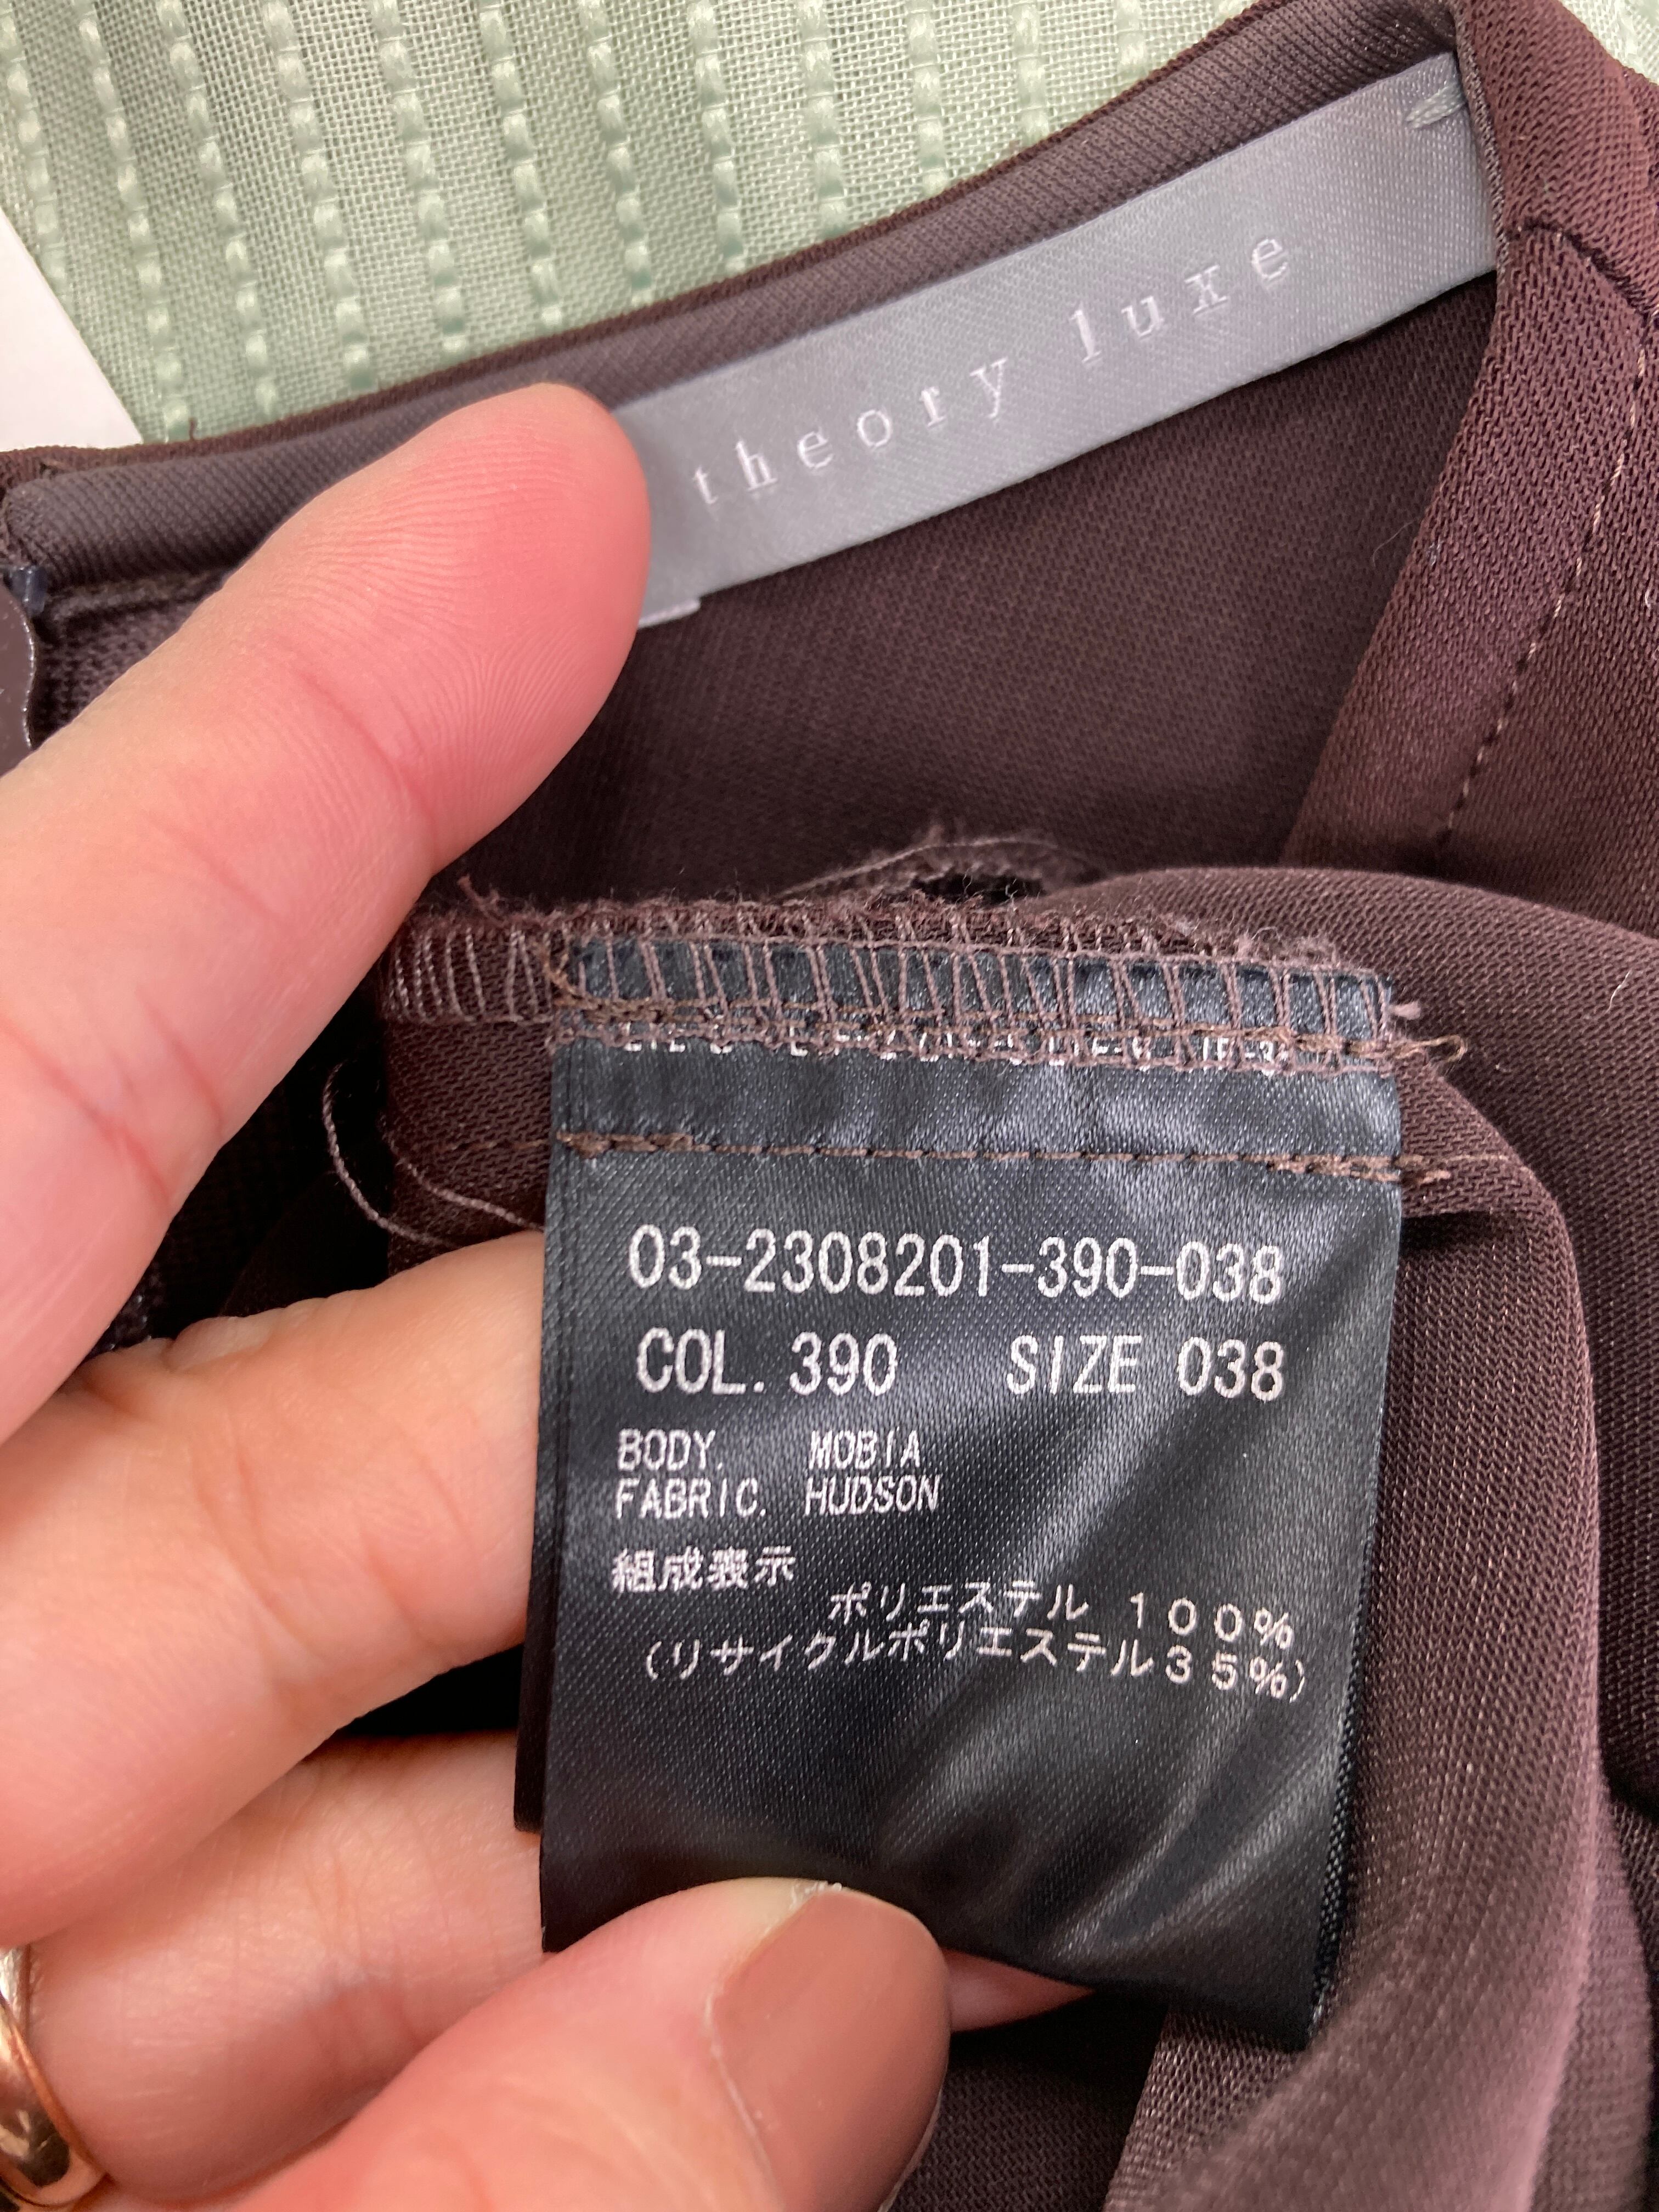 theory luxe
03-2308201-390-038
COL. 390 SIZE 038
BODY. MOBIA
FABRIC. HUDSON
組成表示
ポリエステル 100%
(リサイクルポリエステル35%)